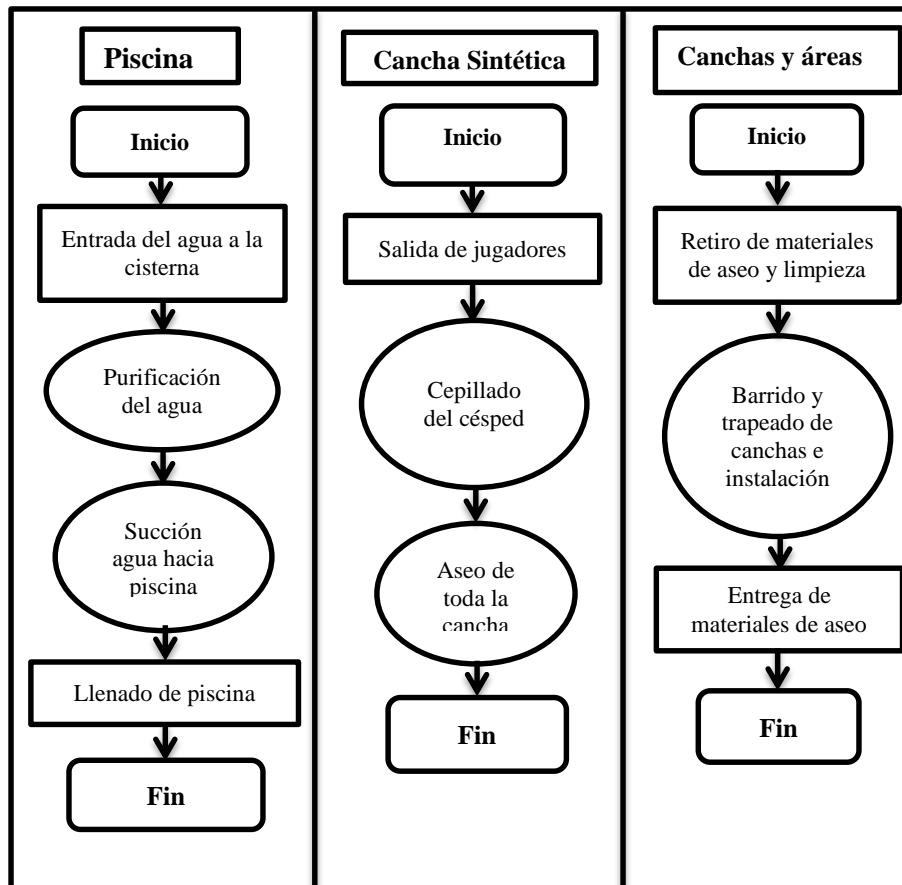 Piscina
Inicio
Entrada del agua a la
cisterna
Purificación
del agua
Succión
agua hacia
piscina
Llenado de piscina
Fin
Cancha Sintética
Inicio
Salida de jugadores
Cepillado
del césped
Aseo de
toda la
cancha
Fin
Canchas y áreas
Inicio
Retiro de materiales
de aseo y limpieza
Barrido y
trapeado de
canchas e
instalación
Entrega de
materiales de aseo
Fin